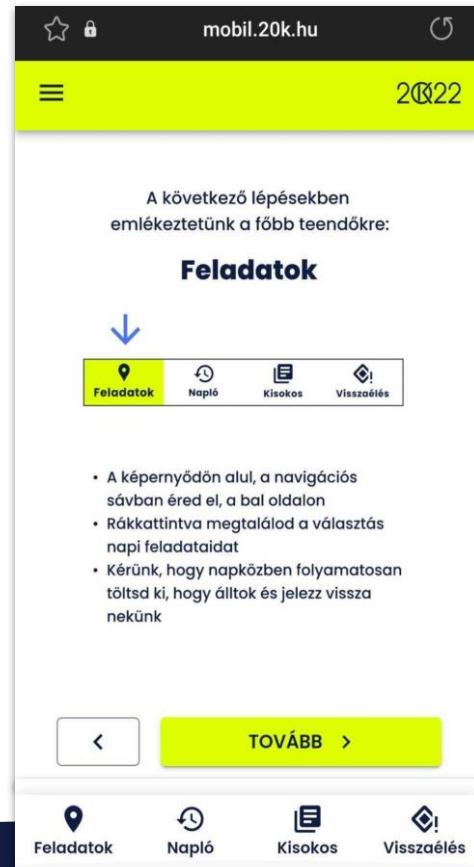 mobil.20k.hu
20K22
A következő lépésekben
emlékeztetünk a főbb teendőkre:
Feladatok
Feladatok Napló Kisokos Visszaélés
• A képernyődön alul, a navigációs
sávban éred el, a bal oldalon
• Rákkattintva megtalálod a választás
napi feladataidat
• Kérünk, hogy napközben folyamatosan
töltsd ki, hogy álltok és jelezz vissza
nekünk
TOVÁBB >
Feladatok Napló Kisokos Visszaélés